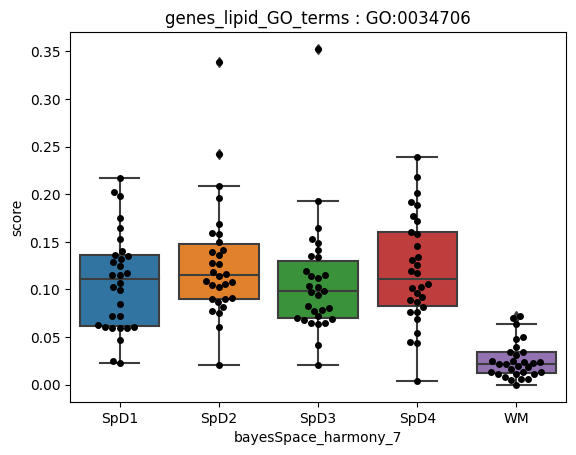 genes_lipid_GO_terms : GO:0034706
score
0.35
0.30
0.25
0.20
0.15
0.10
0.05
0.00
SpD1 SpD2 SpD3 SpD4 WM
bayesSpace_harmony_7